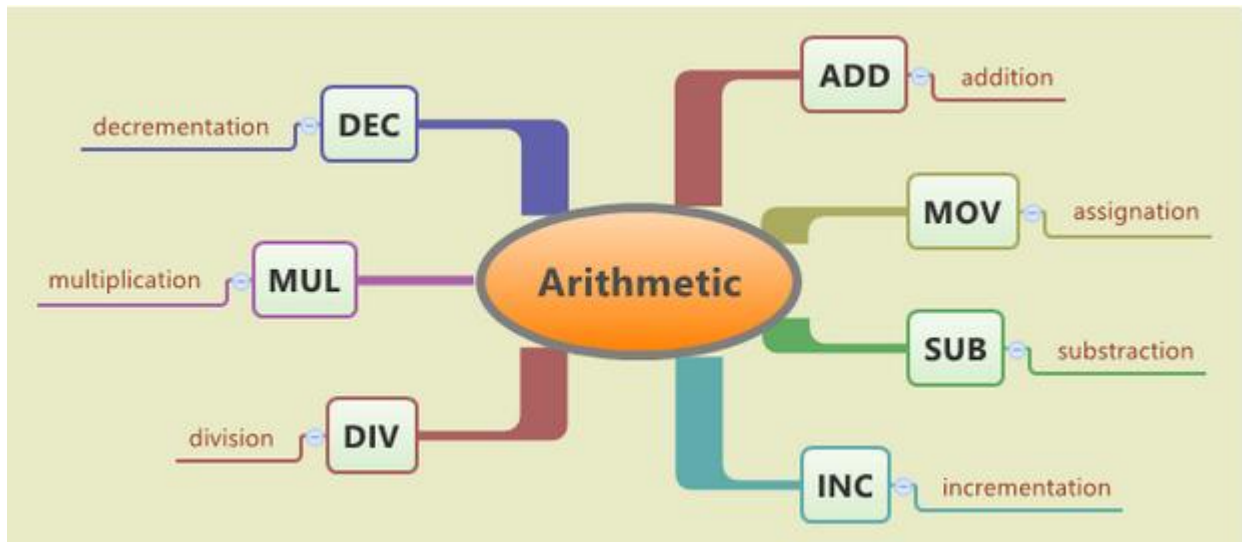 ADD
addition
DEC
decrementation
MOV
assignation
MUL
multiplication
Arithmetic
SUB
substraction
DIV
division
INC
incrementation